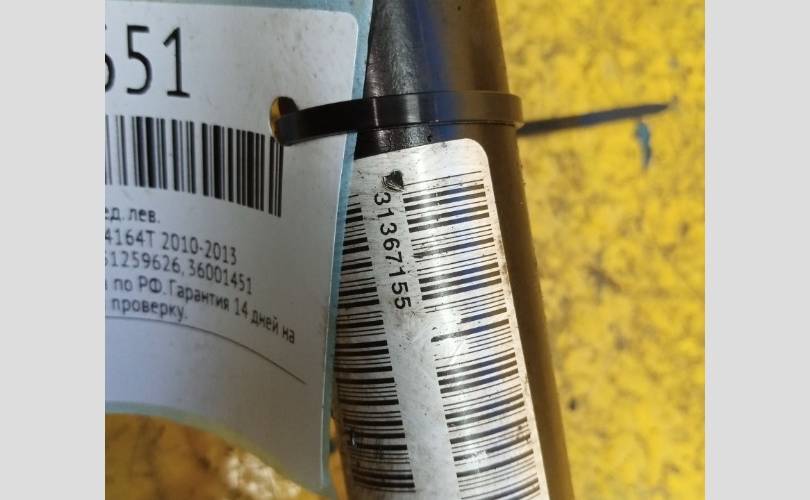 551
ед. лев.
4164T 2010-2013
31259626, 36001451
по РФ. Гарантия 14 дней на
проверку.
31367155